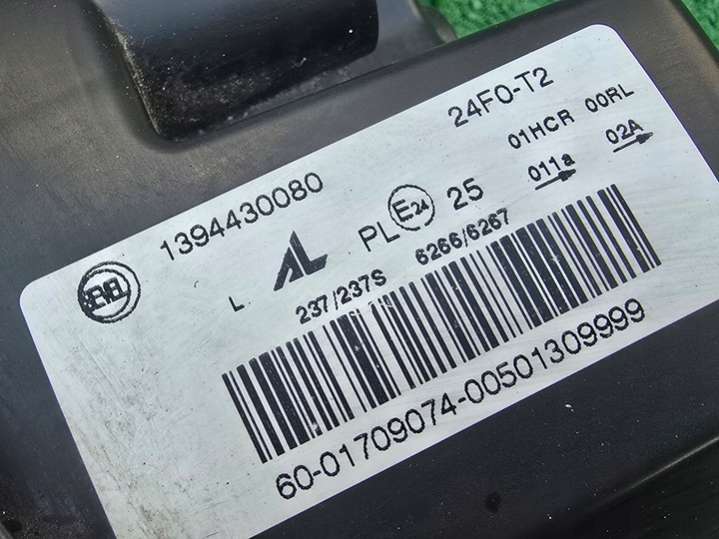 24F0-T2
01HCR 00RL
011a 02A
1394430080
L AL PL E24 25
237/237S 6266/6267
60-01709074-00501309999